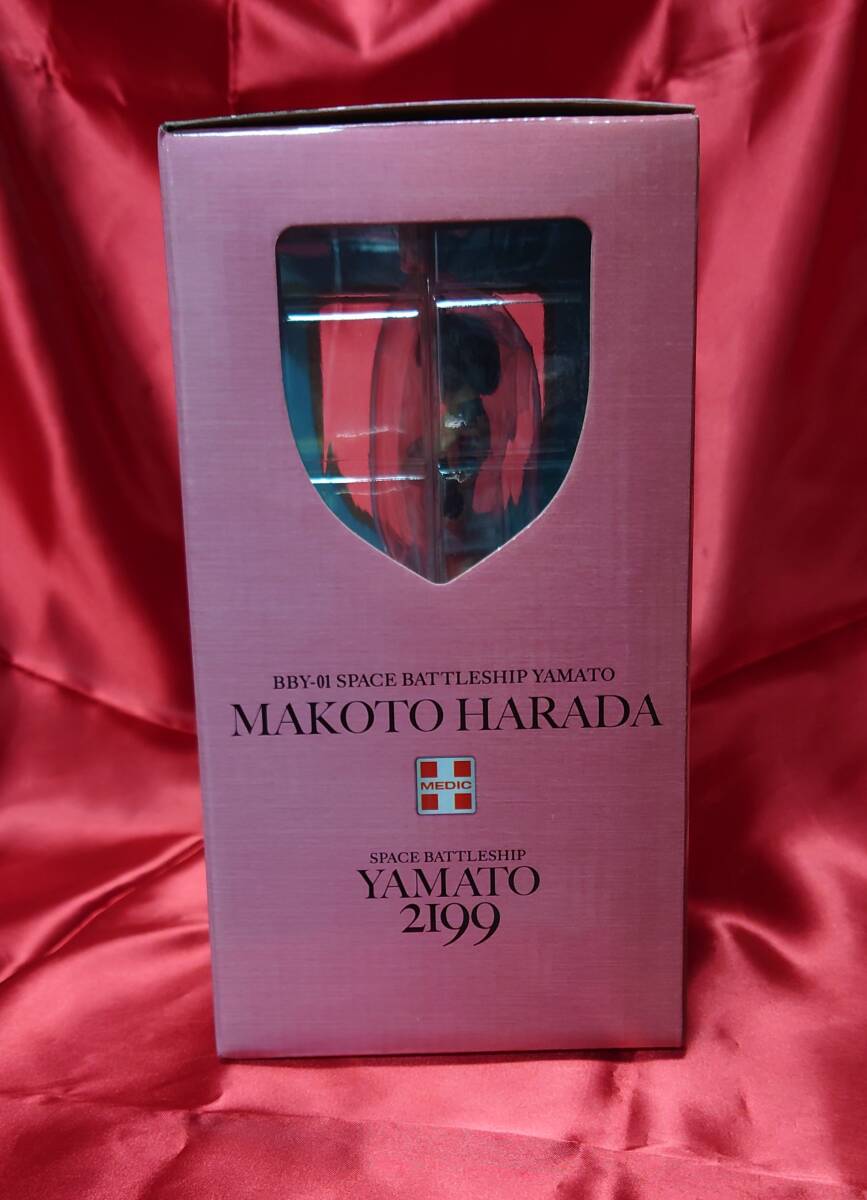 BBY-01 SPACE BATTLESHIP YAMATO
MAKOTO HARADA
MEDIC
SPACE BATTLESHIP
YAMATO
2199